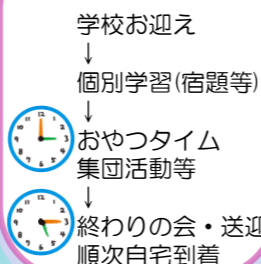 学校お迎え
↓
個別学習(宿題等)
↓
おやつタイム
集団活動等
↓
終わりの会・送迎
順次自宅到着